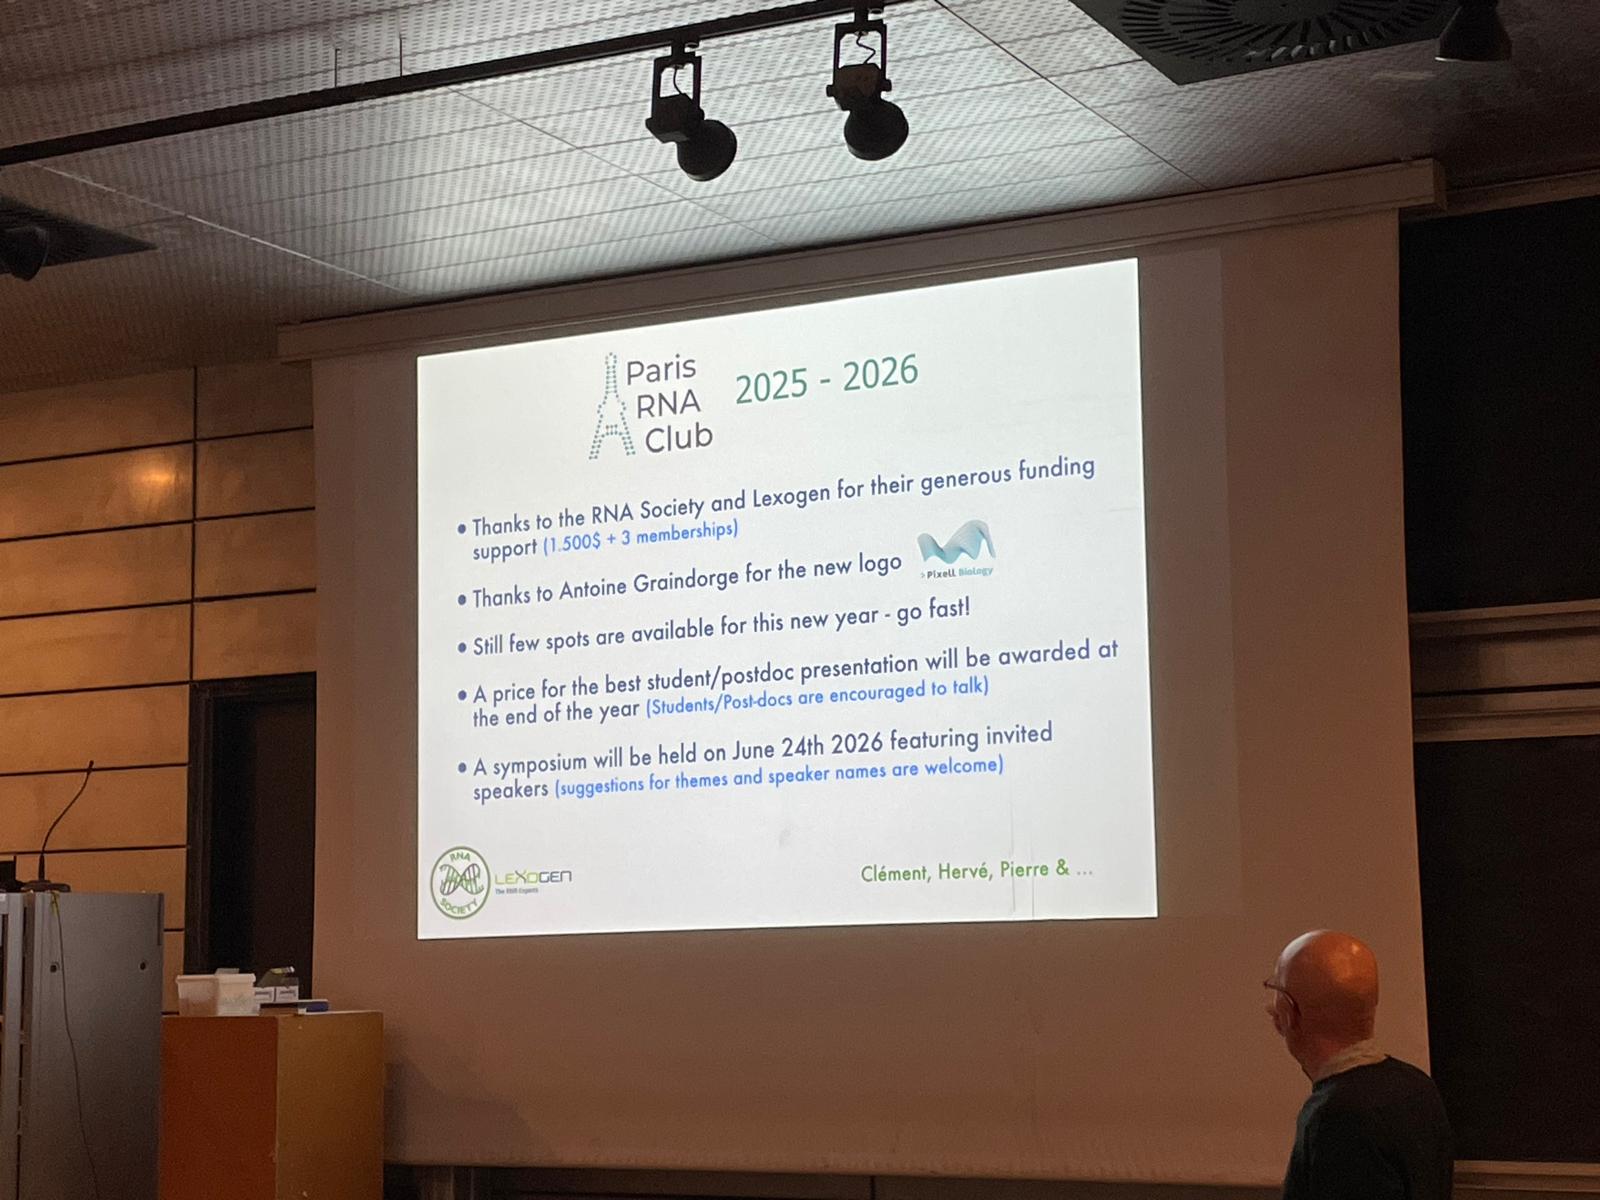 Paris
RNA
Club
2025 - 2026
• Thanks to the RNA Society and Lexogen for their generous funding
support (1.500$ + 3 memberships)
• Thanks to Antoine Graindorge for the new logo
>Pixell Biology
• Still few spots are available for this new year - go fast!
• A price for the best student/postdoc presentation will be awarded at
the end of the year (Students/Post-docs are encouraged to talk)
• A symposium will be held on June 24th 2026 featuring invited
speakers (suggestions for themes and speaker names are welcome)
RNA
SOCIETY
LEXOGEN
The RNA Experts
Clément, Hervé, Pierre & ...